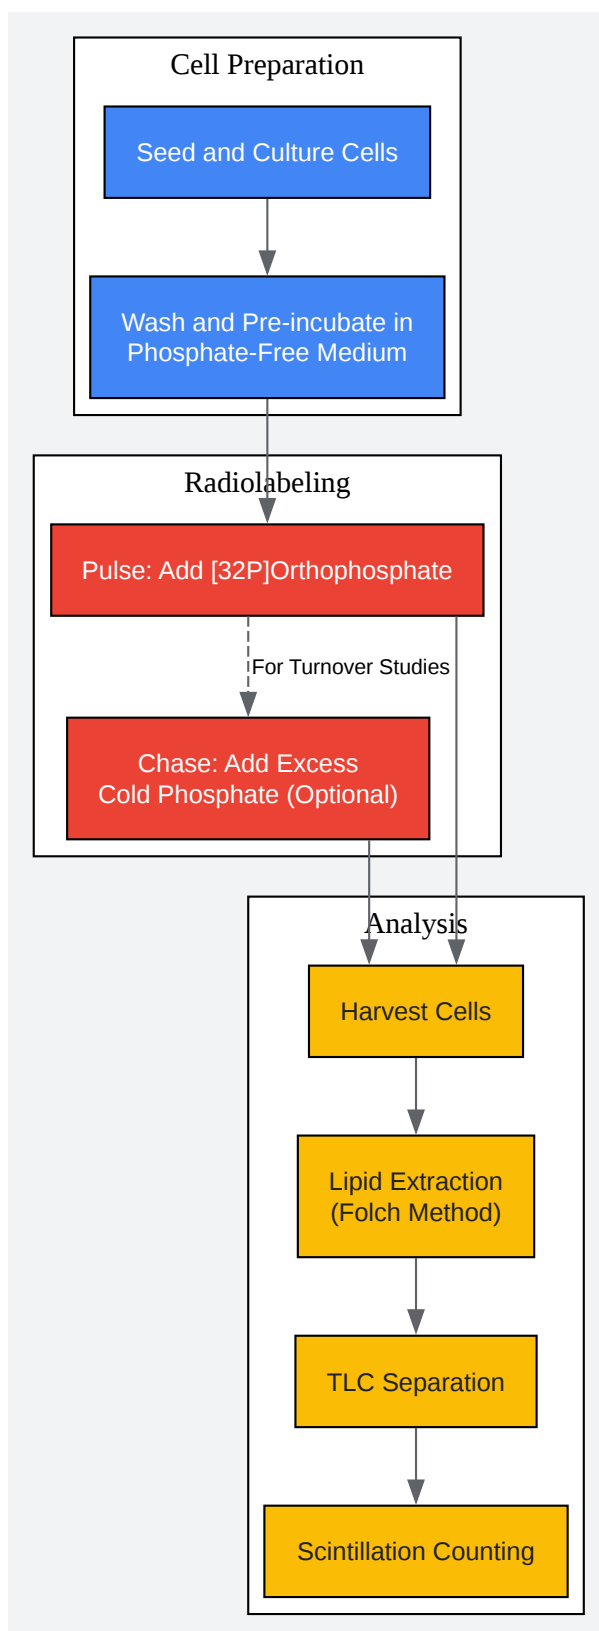 Cell Preparation
Seed and Culture Cells
Wash and Pre-incubate in
Phosphate-Free Medium
Radiolabeling
Pulse: Add [32P]Orthophosphate
For Turnover Studies
Chase: Add Excess
Cold Phosphate (Optional)
Analysis
Harvest Cells
Lipid Extraction
(Folch Method)
TLC Separation
Scintillation Counting